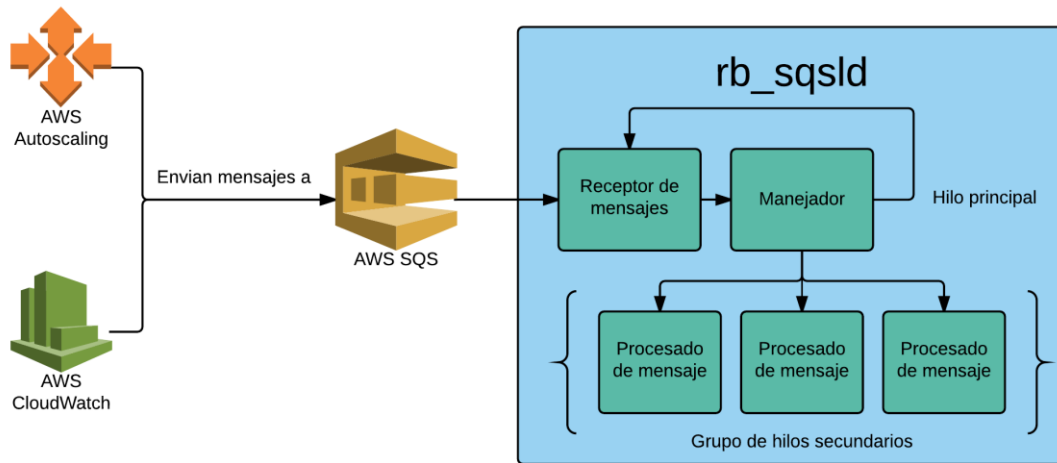 AWS
Autoscaling
Envian mensajes a
AWS
CloudWatch
AWS SQS
rb_sqsld
Receptor de
mensajes
Manejador
Hilo principal
Procesado
de mensaje
Procesado
de mensaje
Procesado
de mensaje
Grupo de hilos secundarios